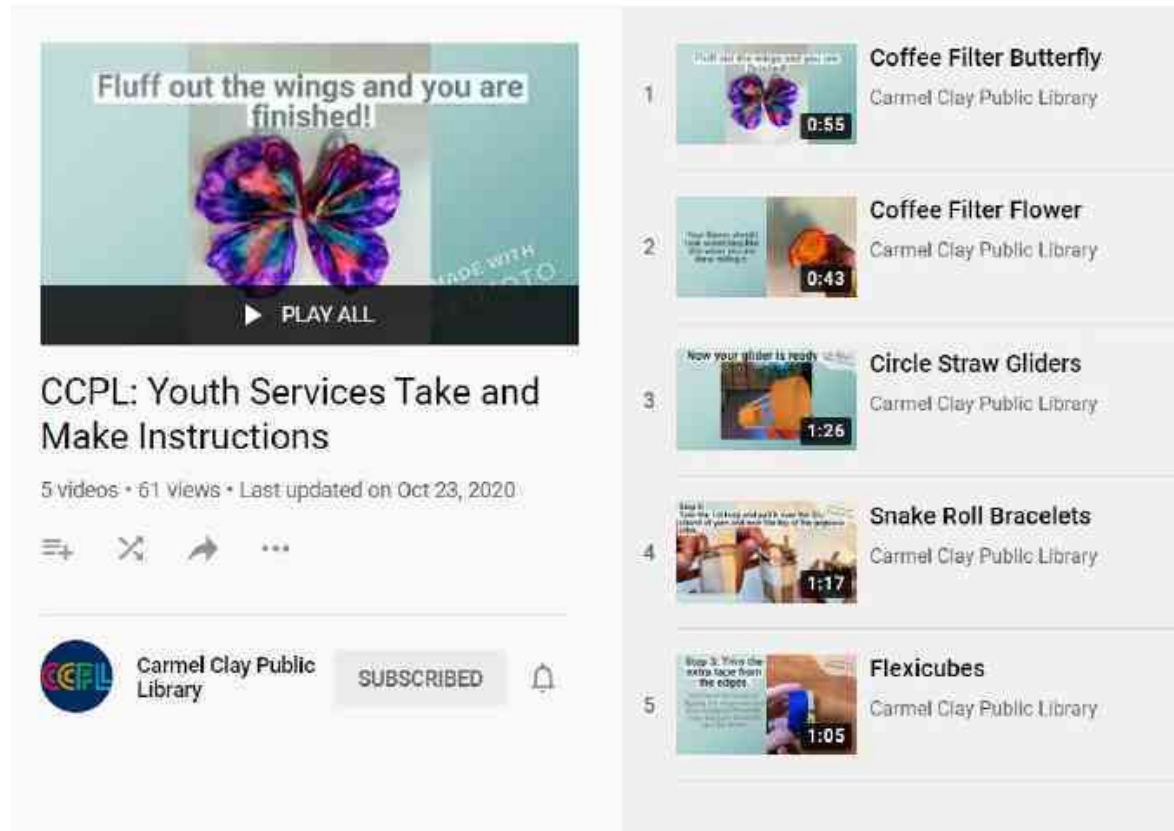 Fluff out the wings and you are
finished!
MADE WITH
PLAY ALL
CCPL: Youth Services Take and
Make Instructions
5 videos • 61 views • Last updated on Oct 23, 2020
CCPL
Carmel Clay Public
Library
SUBSCRIBED
1
0:55
Coffee Filter Butterfly
Carmel Clay Public Library
2
0:43
Coffee Filter Flower
Carmel Clay Public Library
3
Now your glider is ready
1:26
Circle Straw Gliders
Carmel Clay Public Library
4
1:17
Snake Roll Bracelets
Carmel Clay Public Library
5
Step 3: Trim the
extra tape from
the edges.
1:05
Flexicubes
Carmel Clay Public Library